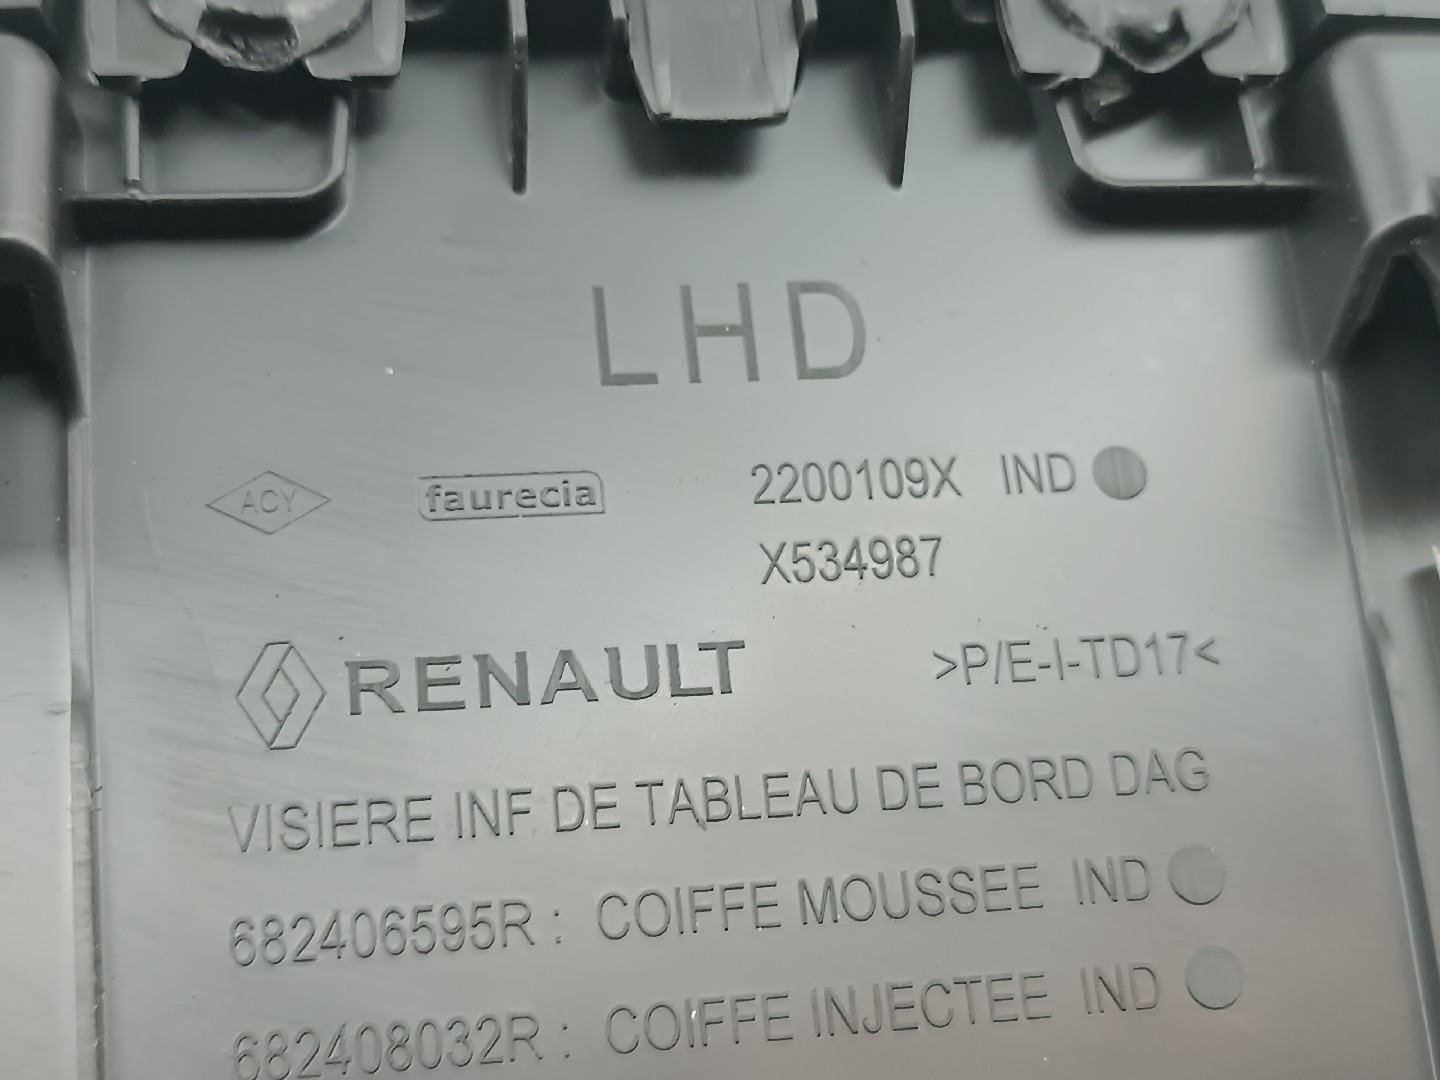 LHD
ACY faurecia 2200109X IND
X534987
RENAULT >P/E-I-TD17<
VISIERE INF DE TABLEAU DE BORD DAG
682406595R : COIFFE MOUSSEE IND
682408032R : COIFFE INJECTEE IND